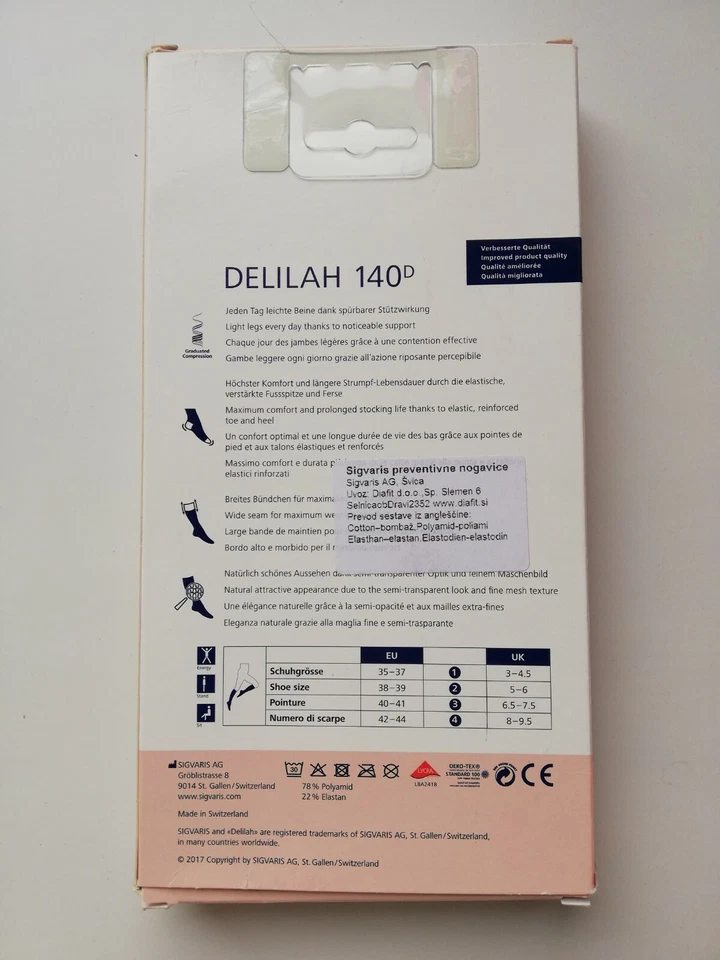 Verbesserte Qualität
Improved product quality
Qualité améliorée
Qualità migliorata
DELILAH 140D
Jeden Tag leichte Beine dank spürbarer Stützwirkung
Light legs every day thanks to noticeable support
Chaque jour des jambes légères grâce à une contention effective
Gambe leggere ogni giorno grazie all'azione riposante percepibile
Graduated
Compression
Höchster Komfort und längere Strumpf-Lebensdauer durch die elastische,
verstärkte Fussspitze und Ferse
Maximum comfort and prolonged stocking life thanks to elastic, reinforced
toe and heel
Un confort optimal et une longue durée de vie des bas grâce aux pointes de
pied et aux talons élastiques et renforcés
Massimo comfort e durata
elastici rinforzati
Sigvaris preventivne nogavice
Sigvaris AG, Švica
Uvoz: Diafit d.o.o.,Sp. Slemen 6
SelnicaobDravi2352 www.diafit.si
Prevod sestave iz angleščine:
Cotton-bombaž,Polyamid-poliami
Elasthan-elastan,Elastodien-elastodin
Breites Bündchen für
Wide seam for maximum
Large bande de maintien
Bordo alto e morbido per il
Natürlich schönes Aussehen dank semi-transparenter Optik und feinem Maschenbild
Natural attractive appearance due to the semi-transparent look and fine mesh texture
Une élégance naturelle grâce à la semi-opacité et aux mailles extra-fines
Eleganza naturale grazie alla maglia fine e semi-trasparante
Energy
Stand
Sit
EU UK
Schuhgrösse 35–37 1 3–4.5
Shoe size 38–39 2 5–6
Pointure 40–41 3 6.5–7.5
Numero di scarpe 42–44 4 8–9.5
SIGVARIS AG
Gröblistrasse 8
9014 St. Gallen/Switzerland
www.sigvaris.com
30
78% Polyamid
22% Elastan
LYCRA
LBA2418
OEKO-TEX®
STANDARD 100
CE
Made in Switzerland
SIGVARIS and «Delilah» are registered trademarks of SIGVARIS AG, St. Gallen/Switzerland,
in many countries worldwide.
© 2017 Copyright by SIGVARIS AG, St. Gallen/Switzerland